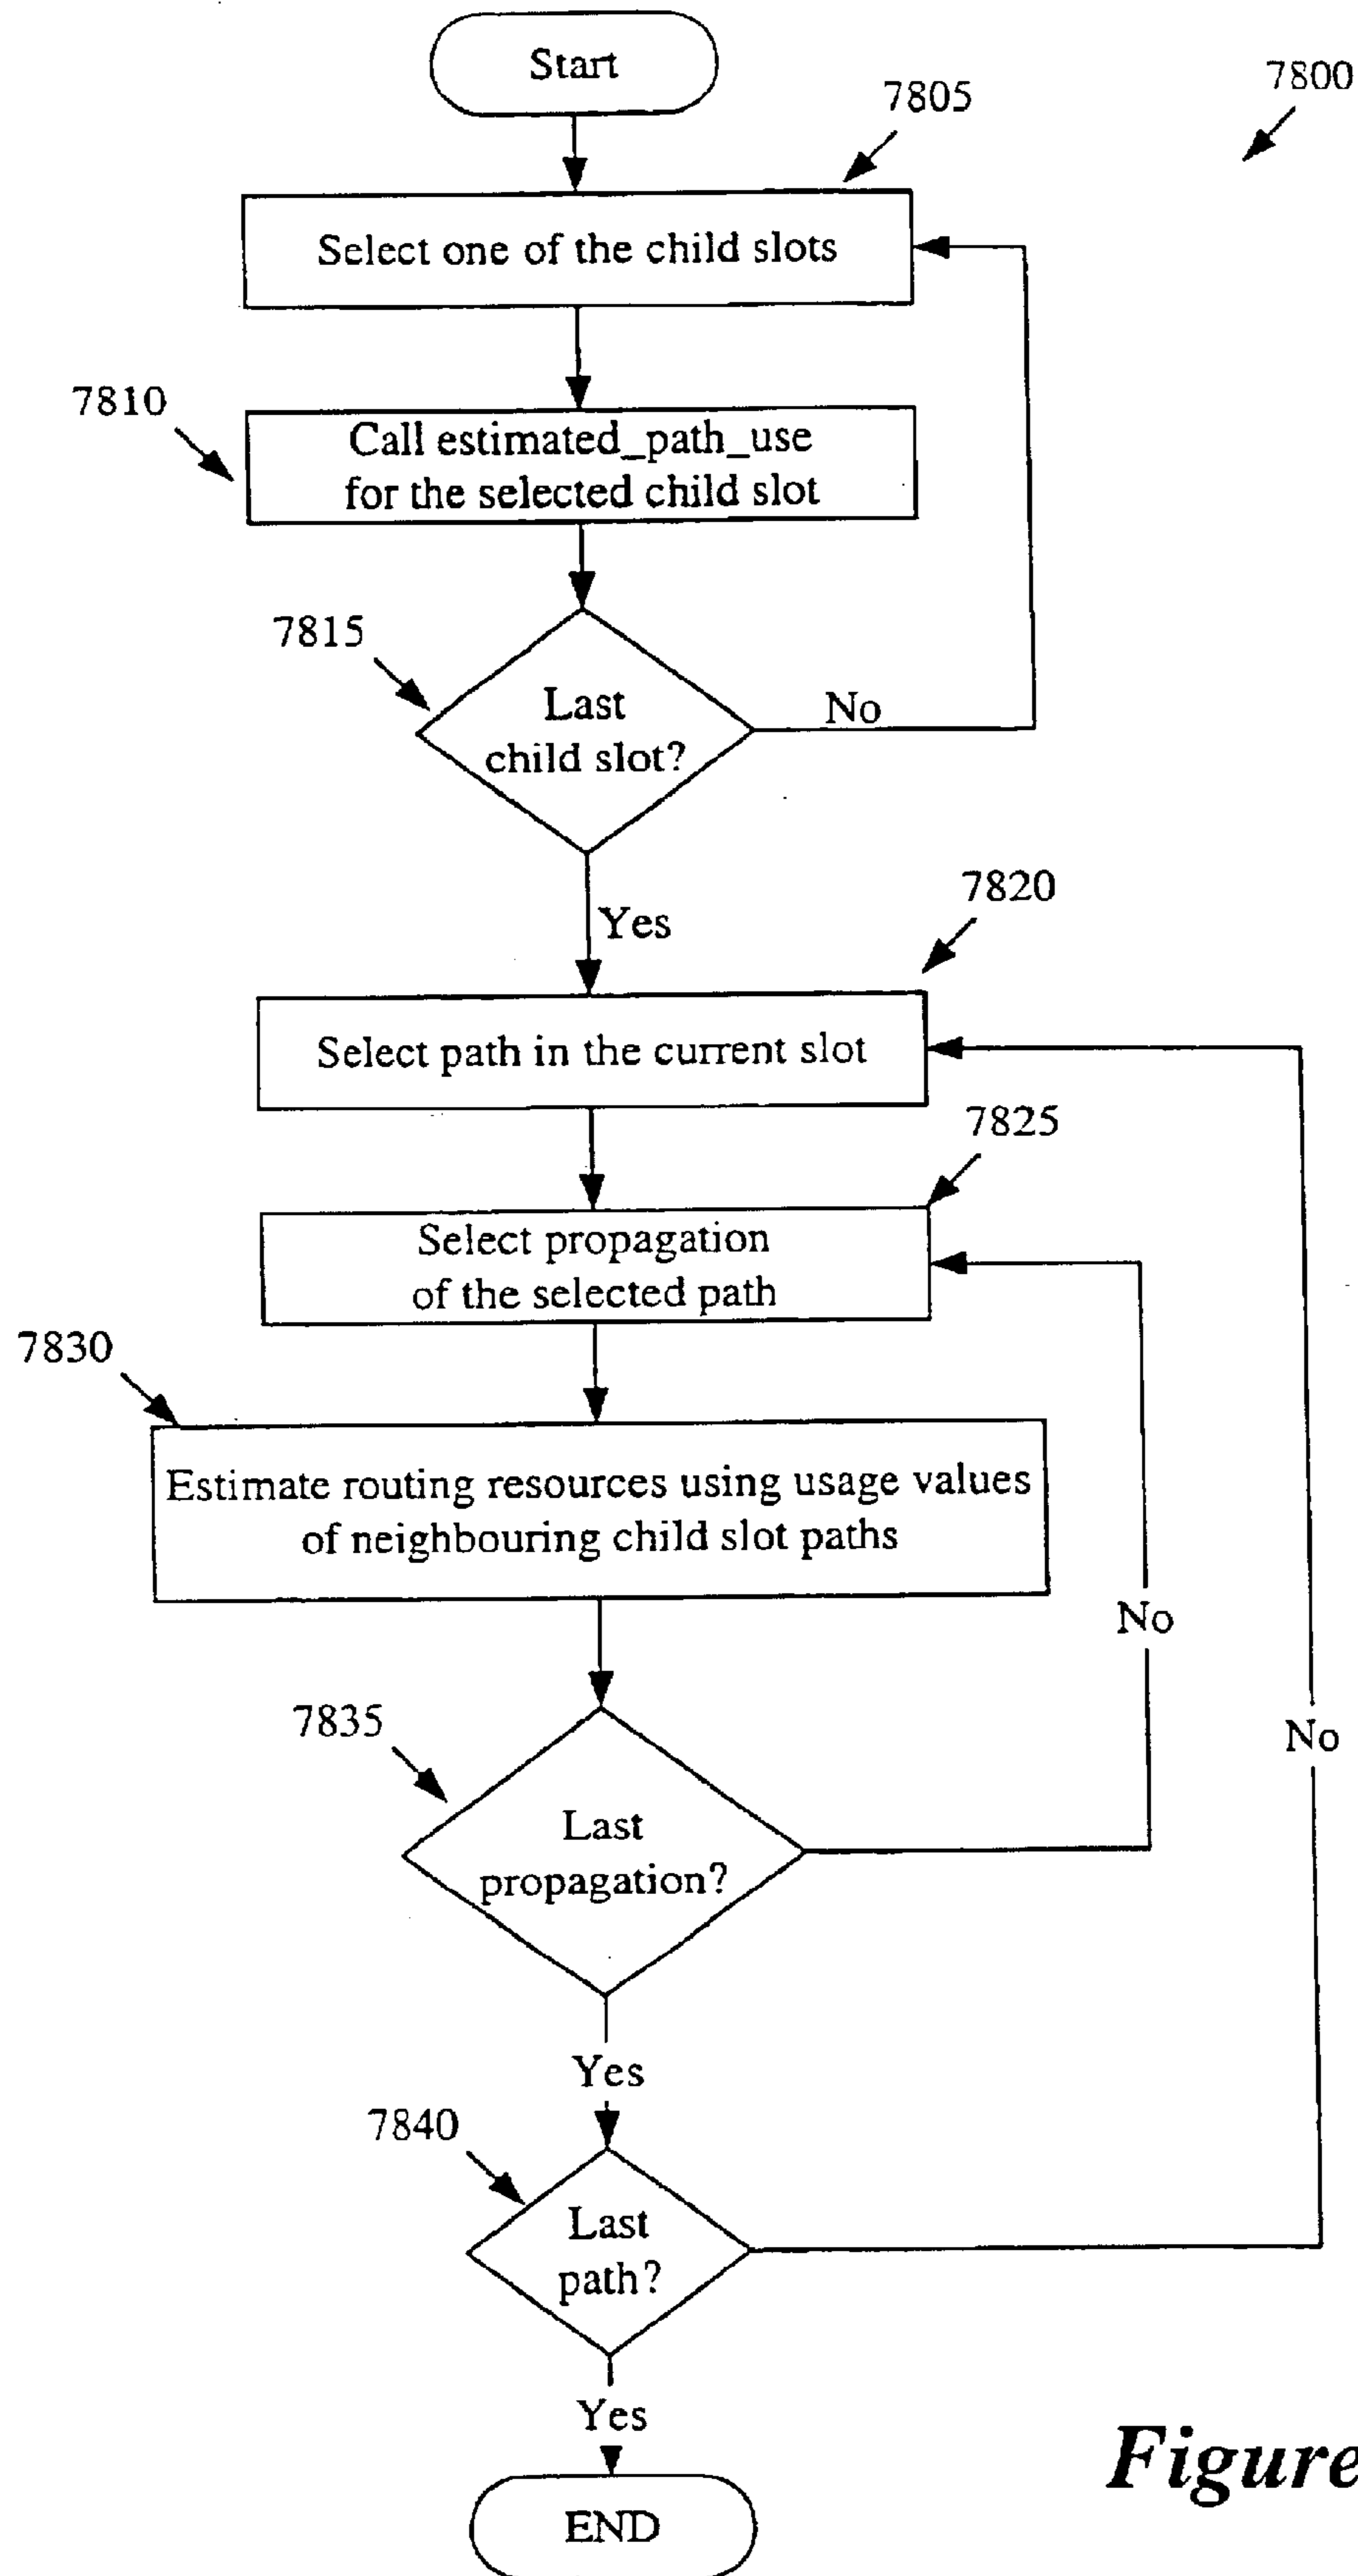 Start
7800
7805
Select one of the child slots
7810
Call estimated_path_use
for the selected child slot
7815
Last
child slot?
No
Yes
7820
Select path in the current slot
7825
Select propagation
of the selected path
7830
Estimate routing resources using usage values
of neighbouring child slot paths
No
7835
No
Last
propagation?
Yes
7840
Last
path?
Yes
Figure
END